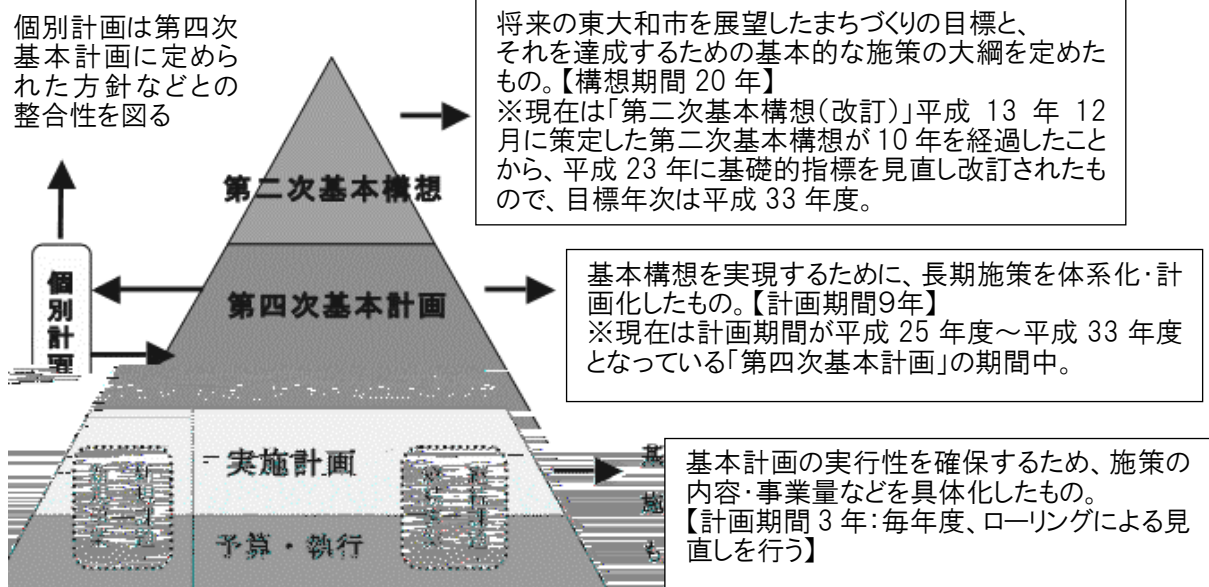 個別計画は第四次
基本計画に定めら
れた方針などとの
整合性を図る
将来の東大和市を展望したまちづくりの目標と、
それを達成するための基本的な施策の大綱を定めた
もの。【構想期間 20 年】
※現在は「第二次基本構想（改訂）」平成 13 年 12
月に策定した第二次基本構想が 10 年を経過したこと
から、平成 23 年に基礎的指標を見直し改訂されたも
ので、目標年次は平成 33 年度。
第二次基本構想
個別計画
第四次基本計画
基本構想を実現するために、長期施策を体系化・計
画化したもの。【計画期間９年】
※現在は計画期間が平成 25 年度～平成 33 年度
となっている「第四次基本計画」の期間中。
実施計画
予算・執行
基
施
も
基本計画の実行性を確保するため、施策の
内容・事業量などを具体化したもの。
【計画期間 3 年：毎年度、ローリングによる見
直しを行う】